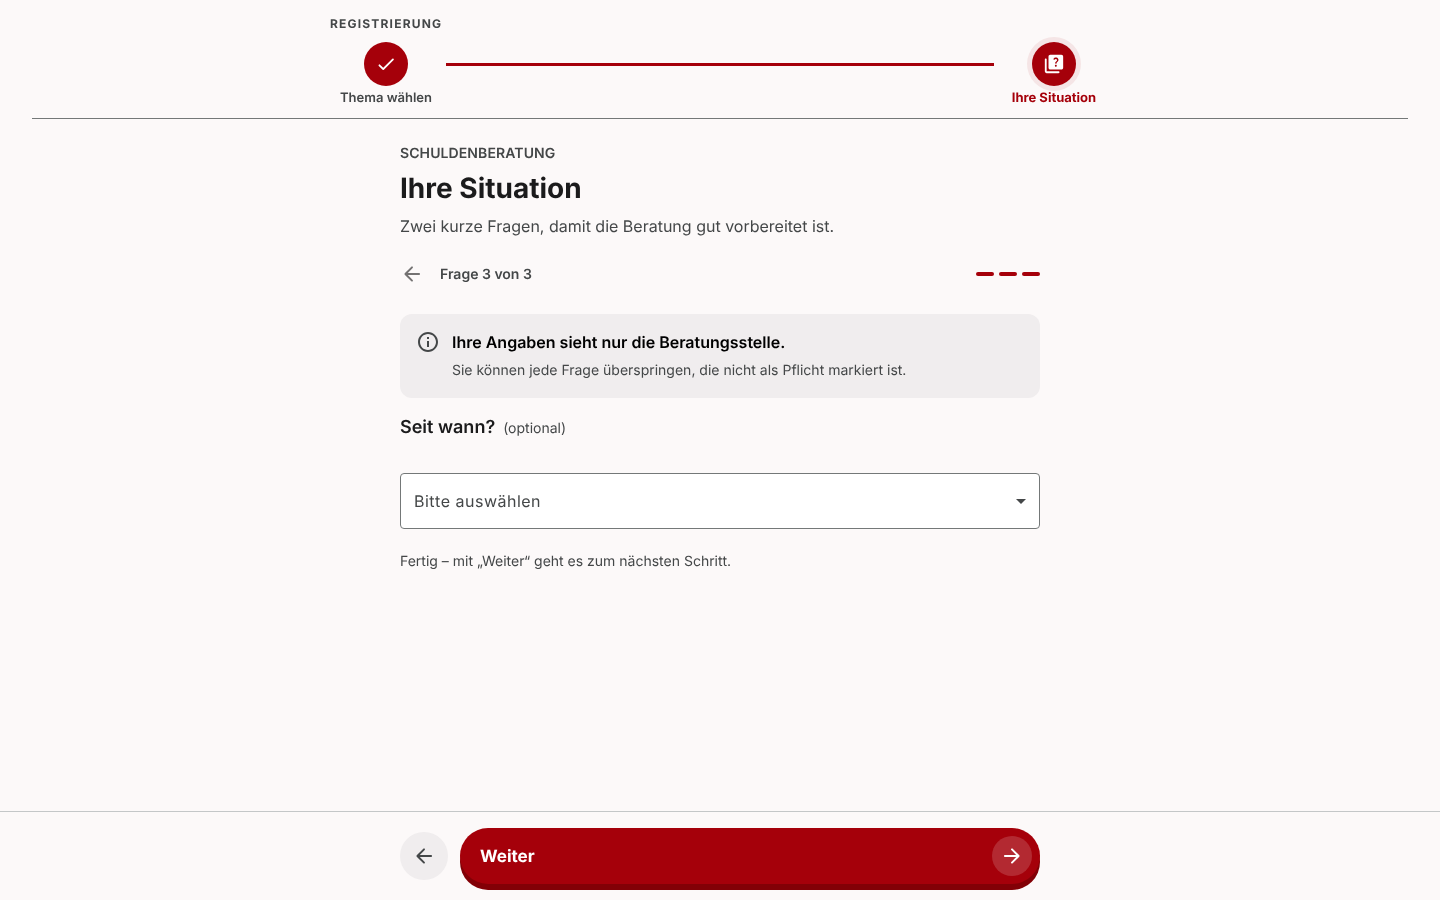 REGISTRIERUNG
Thema wählen
Ihre Situation
SCHULDENBERATUNG
Ihre Situation
Zwei kurze Fragen, damit die Beratung gut vorbereitet ist.
Frage 3 von 3
Ihre Angaben sieht nur die Beratungsstelle.
Sie können jede Frage überspringen, die nicht als Pflicht markiert ist.
Seit wann? (optional)
Bitte auswählen
Fertig – mit „Weiter“ geht es zum nächsten Schritt.
Weiter